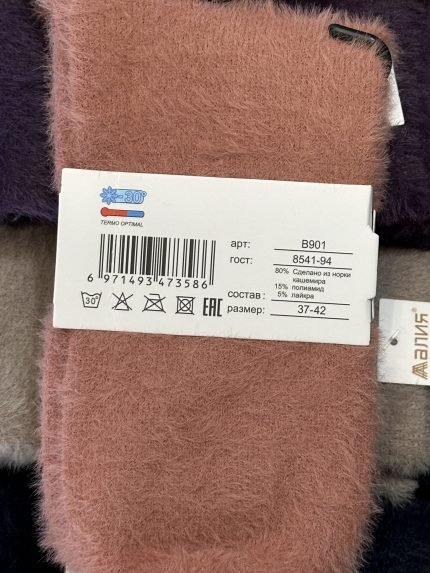 -30°
TERMO OPTIMAL
6 971493 473586
30°
EAC
арт: B901
гост: 8541-94
80% Сделано из норки
кашемира
15% полиамид
состав: 5% лайкра
размер: 37-42
Алия®